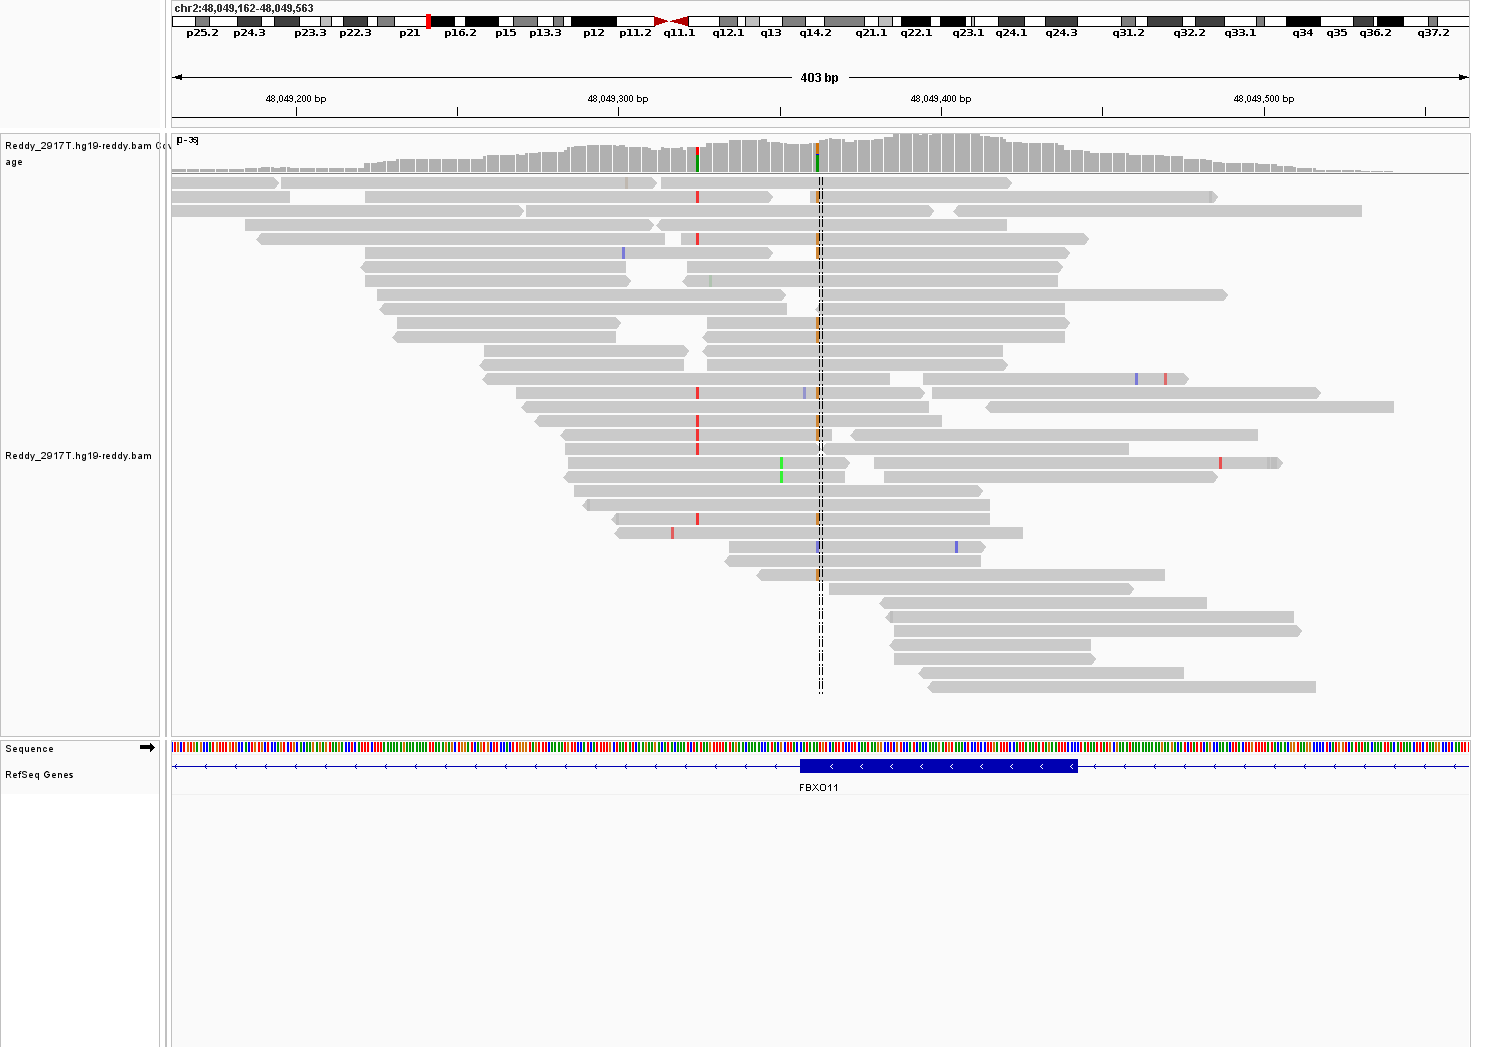 chr2:48,049,162-48,049,563
p25.2 p24.3 p23.3 p22.3 p21 p16.2 p15 p13.3 p12 p11.2 q11.1 q12.1 q13 q14.2 q21.1 q22.1 q23.1 q24.1 q24.3 q31.2 q32.2 q33.1 q34 q35 q36.2 q37.2
403 bp
48,049,200 bp 48,049,300 bp 48,049,400 bp 48,049,500 bp
Reddy_2917T.hg19-reddy.bam Cov
age
[0-39]
Reddy_2917T.hg19-reddy.bam
Sequence
RefSeq Genes
FBXO11